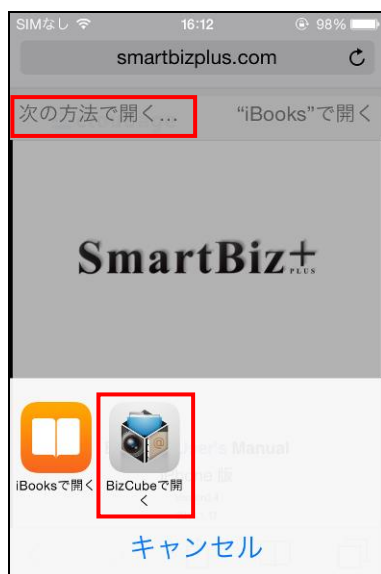 SIMなし 16:12 98%
smartbizplus.com
次の方法で開く... “iBooks”で開く
SmartBiz+
PLUS
User's Manual
iBooksで開く
BizCubeで開
く
キャンセル